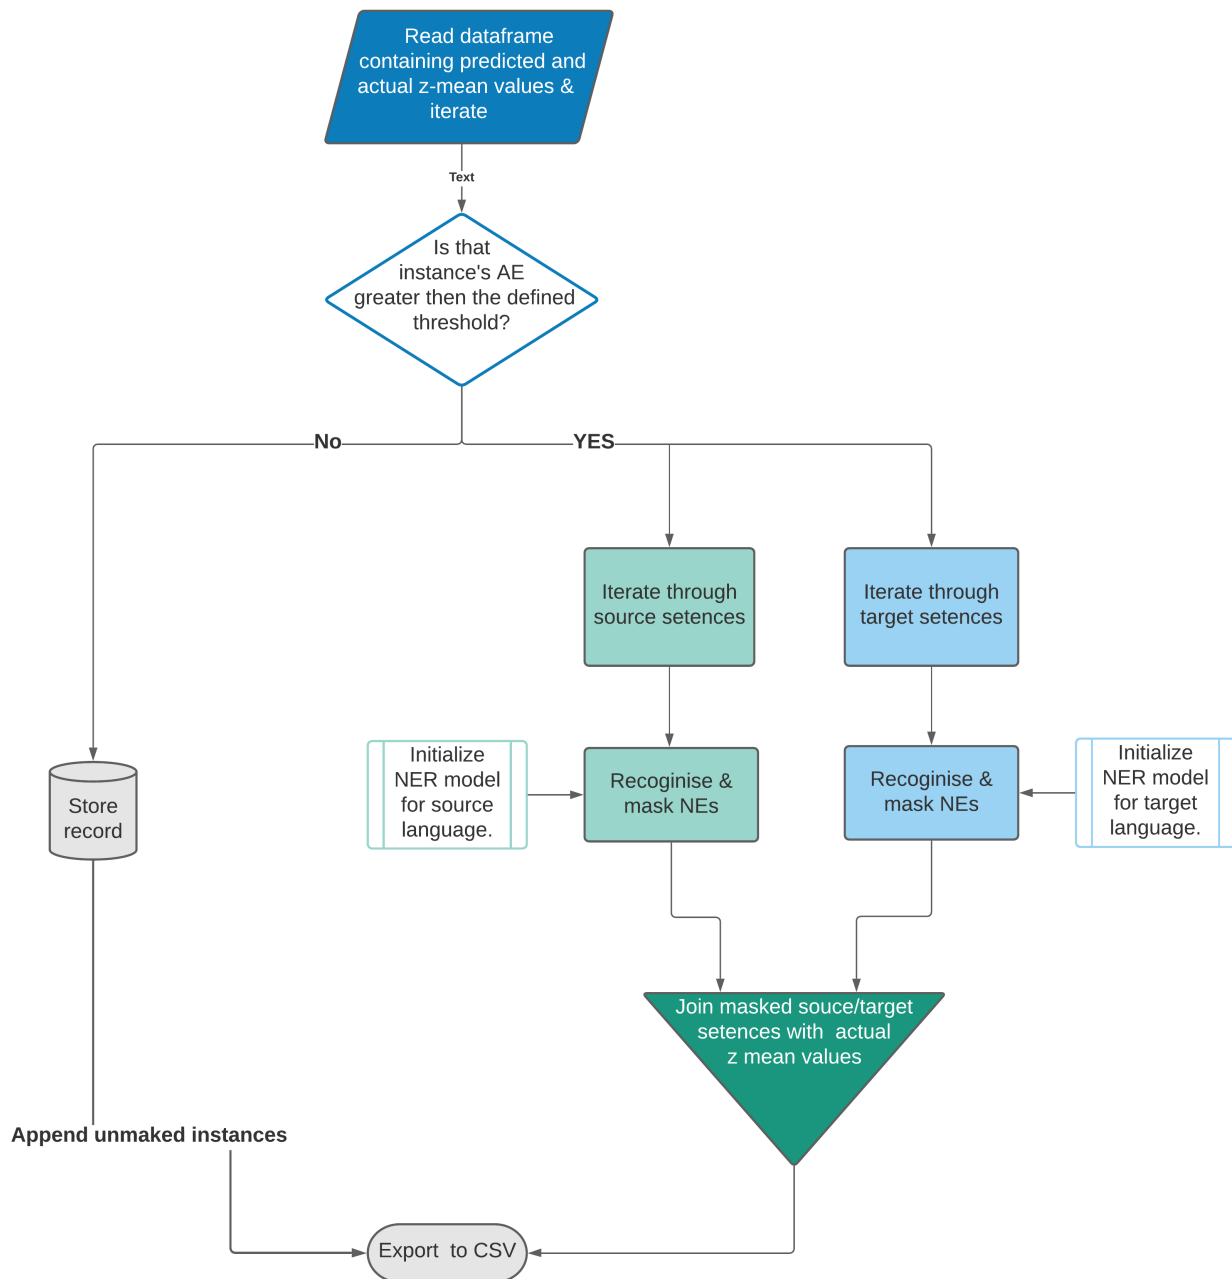 Read dataframe
containing predicted and
actual z-mean values &
iterate
Text
Is that
instance's AE
greater then the defined
threshold?
No
YES
Iterate through
source setences
Iterate through
target setences
Initialize
NER model
for source
language.
Recoginise &
mask NEs
Recoginise &
mask NEs
Initialize
NER model
for target
language.
Store
record
Join masked souce/target
setences with  actual
z mean values
Append unmaked instances
Export  to CSV